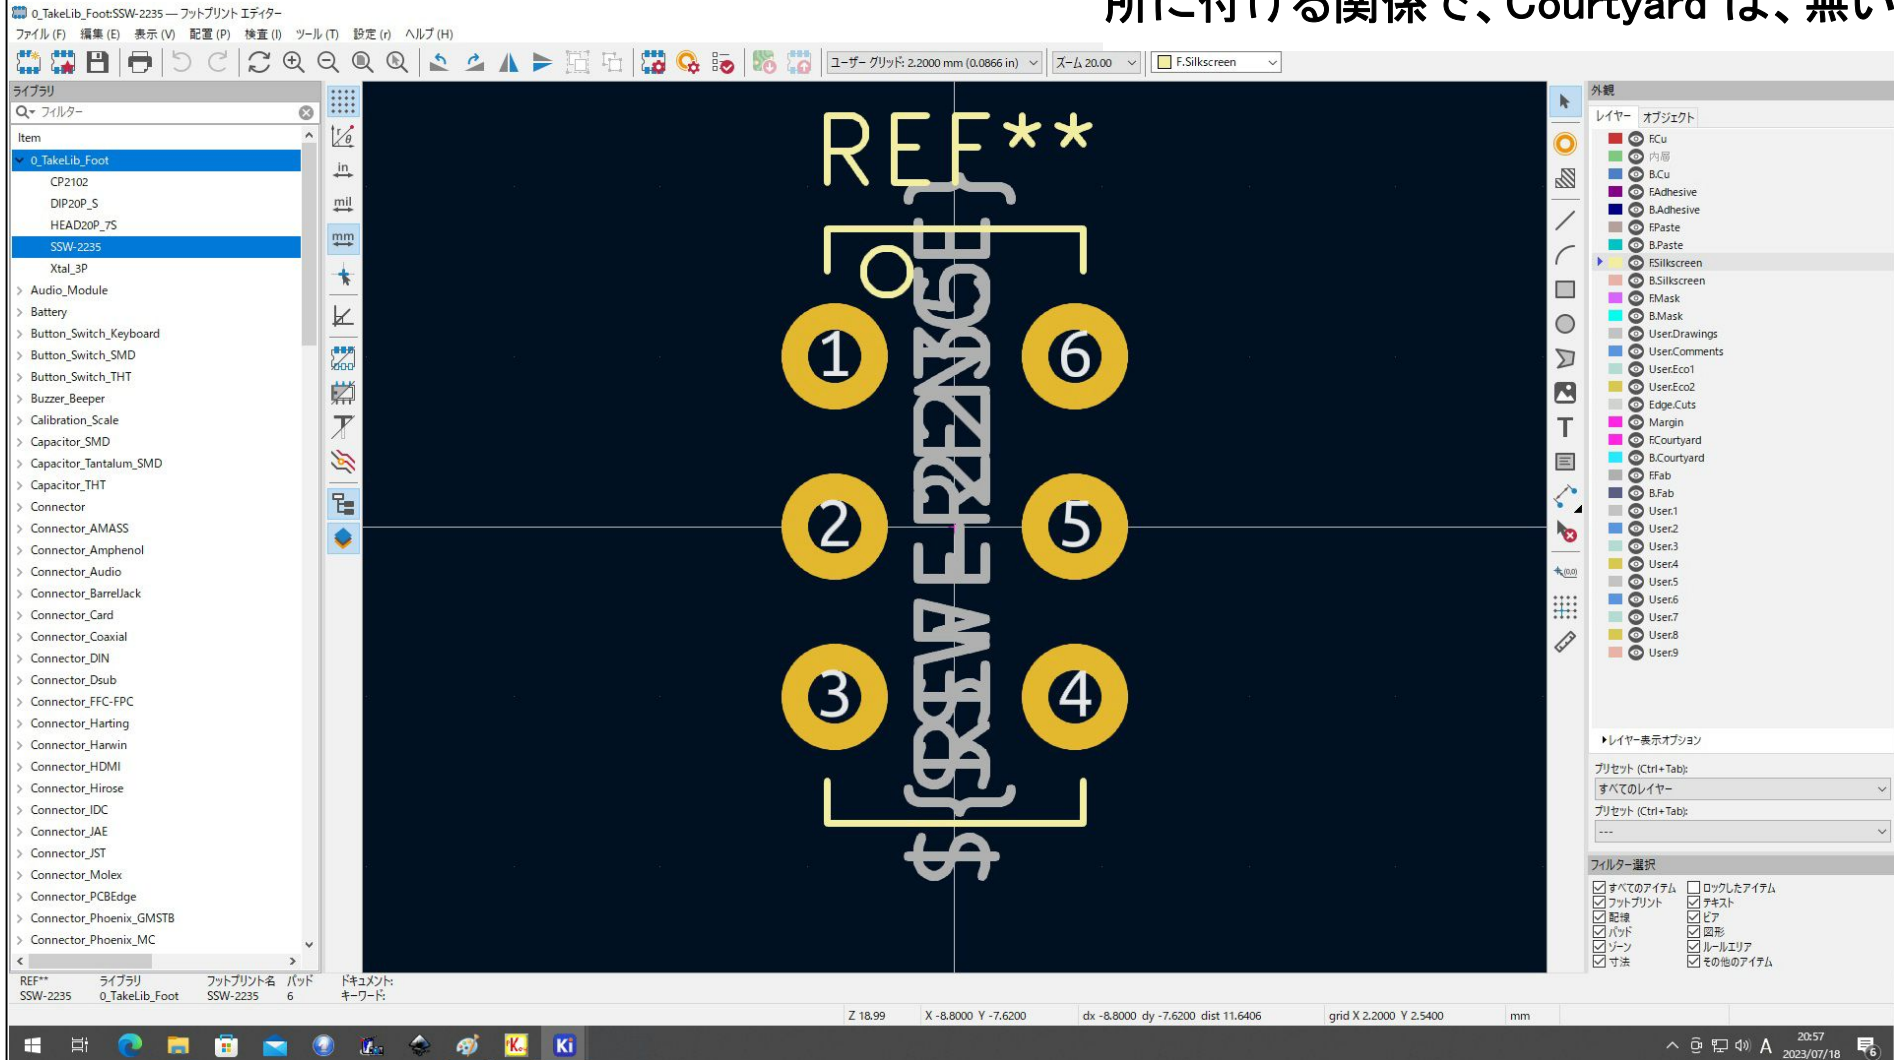 所に付ける関係で、Courtyard は、無い
0_TakeLib_Foot:SSW-2235 — フットプリント エディター
ファイル (F) 編集 (E) 表示 (V) 配置 (P) 検査 (I) ツール (T) 設定 (r) ヘルプ (H)
ユーザー グリッド: 2.2000 mm (0.0866 in) ズーム 20.00 F.Silkscreen
ライブラリ
フィルター
Item
0_TakeLib_Foot
CP2102
DIP20P_S
HEAD20P_7S
SSW-2235
Xtal_3P
Audio_Module
Battery
Button_Switch_Keyboard
Button_Switch_SMD
Button_Switch_THT
Buzzer_Beeper
Calibration_Scale
Capacitor_SMD
Capacitor_Tantalum_SMD
Capacitor_THT
Connector
Connector_AMASS
Connector_Amphenol
Connector_Audio
Connector_BarrelJack
Connector_Card
Connector_Coaxial
Connector_DIN
Connector_Dsub
Connector_FFC-FPC
Connector_Harting
Connector_Harwin
Connector_HDMI
Connector_Hirose
Connector_IDC
Connector_JAE
Connector_JST
Connector_Molex
Connector_PCBEdge
Connector_Phoenix_GMSTB
Connector_Phoenix_MC
in
mil
mm
REF**
1 6
2 5
3 4
T
(0,0)
外観
レイヤー オブジェクト
F.Cu
内層
B.Cu
F.Adhesive
B.Adhesive
F.Paste
B.Paste
F.Silkscreen
B.Silkscreen
F.Mask
B.Mask
User.Drawings
User.Comments
User.Eco1
User.Eco2
Edge.Cuts
Margin
F.Courtyard
B.Courtyard
F.Fab
B.Fab
User.1
User.2
User.3
User.4
User.5
User.6
User.7
User.8
User.9
レイヤー表示オプション
プリセット (Ctrl+Tab):
すべてのレイヤー
プリセット (Ctrl+Tab):
---
フィルター選択
すべてのアイテム ロックしたアイテム
フットプリント テキスト
配線 ビア
パッド 図形
ゾーン ルールエリア
寸法 その他のアイテム
REF** ライブラリ フットプリント名 パッド ドキュメント:
SSW-2235 0_TakeLib_Foot SSW-2235 6 キーワード:
Z 18.99 X -8.8000 Y -7.6200 dx -8.8000 dy -7.6200 dist 11.6406 grid X 2.2000 Y 2.5400 mm
Ki
A 20:57
2023/07/18
6